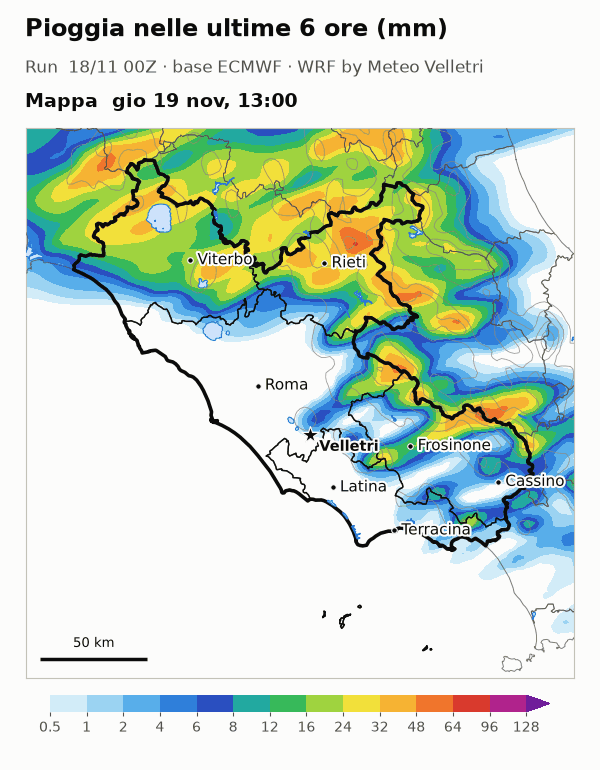 Pioggia nelle ultime 6 ore (mm)
Run 18/11 00Z · base ECMWF · WRF by Meteo Velletri
Mappa gio 19 nov, 13:00
Viterbo
Rieti
Roma
Velletri
Frosinone
Cassino
Latina
Terracina
50 km
0.5 1 2 4 6 8 12 16 24 32 48 64 96 128